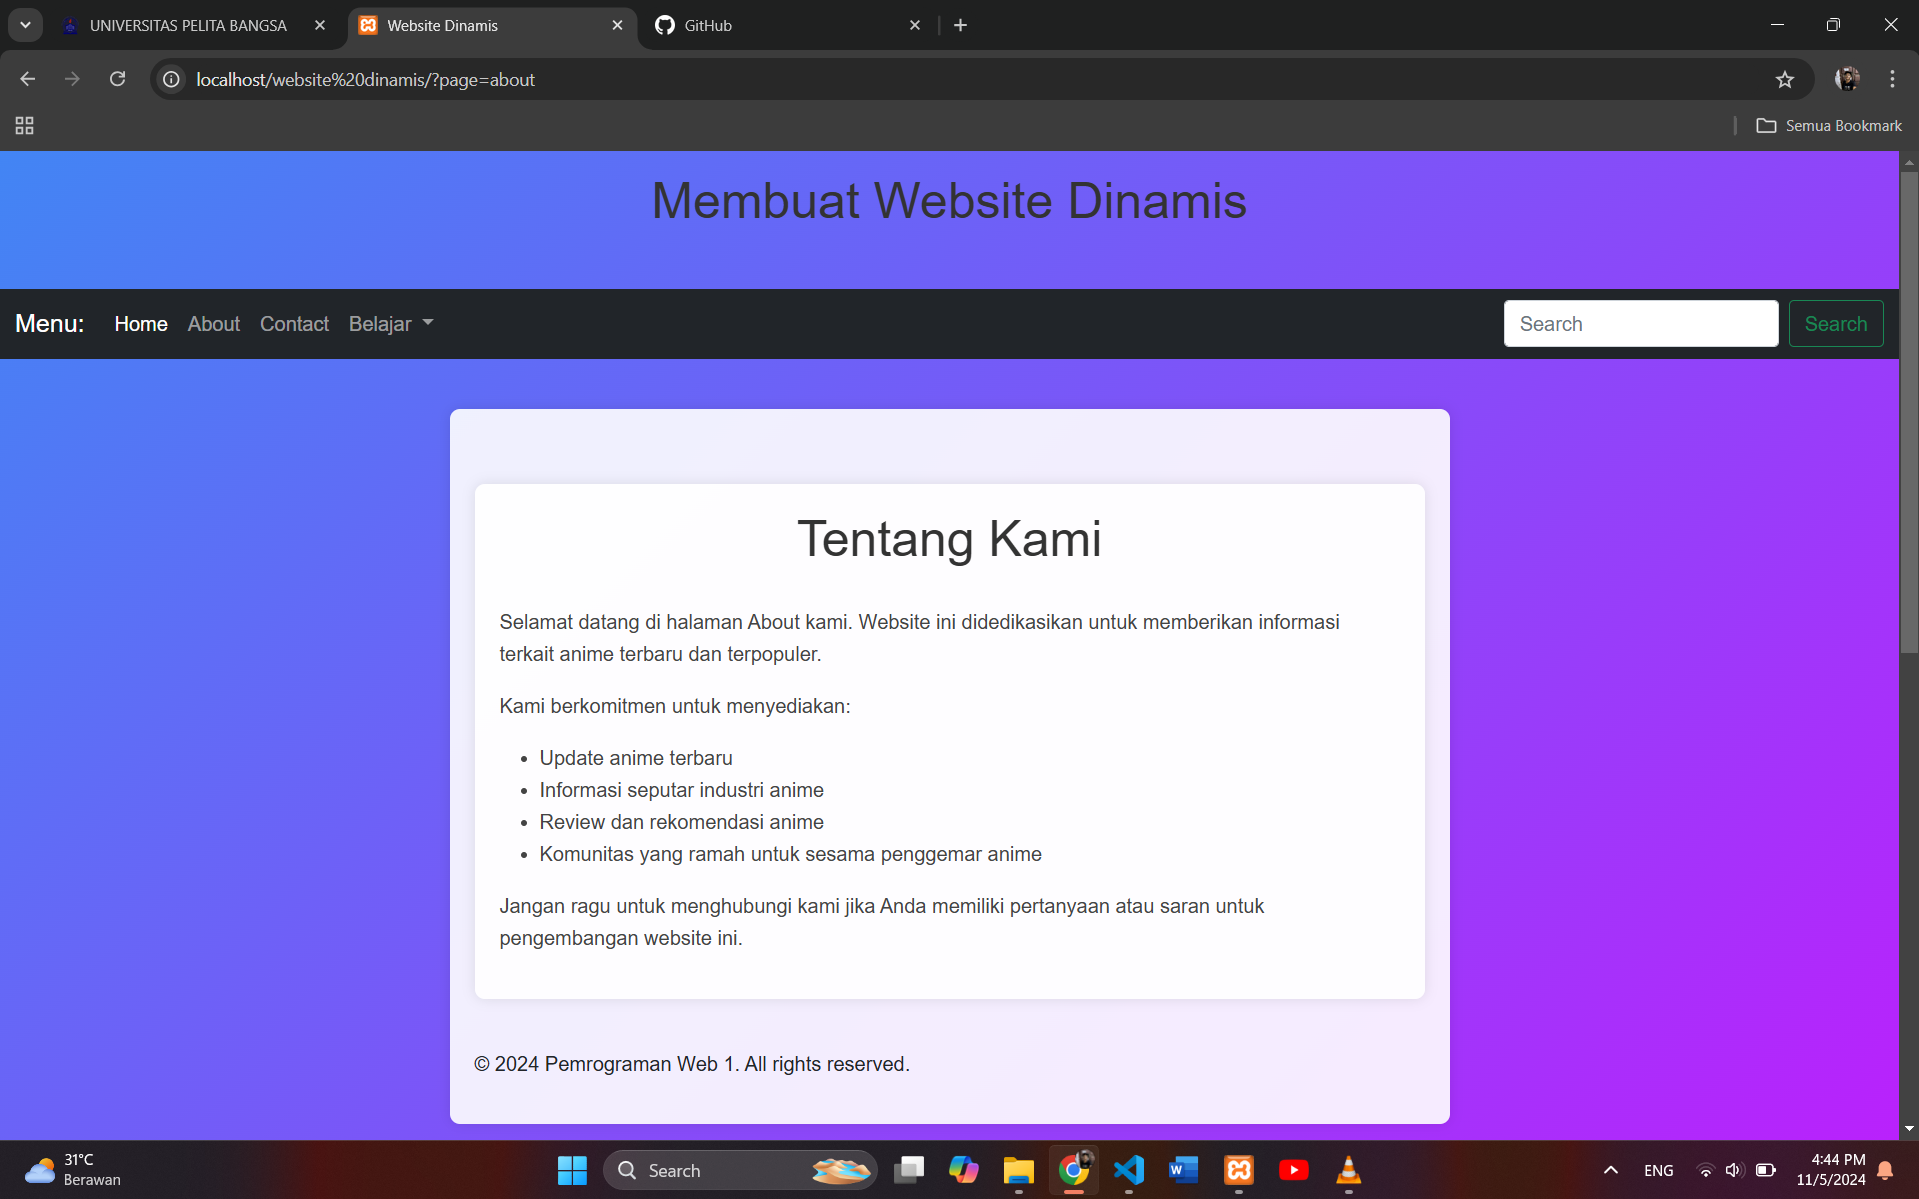 UNIVERSITAS PELITA BANGSA
Website Dinamis
GitHub
localhost/website%20dinamis/?page=about
Semua Bookmark
Membuat Website Dinamis
Menu: Home About Contact Belajar Search Search
Tentang Kami
Selamat datang di halaman About kami. Website ini didedikasikan untuk memberikan informasi
terkait anime terbaru dan terpopuler.
Kami berkomitmen untuk menyediakan:
• Update anime terbaru
• Informasi seputar industri anime
• Review dan rekomendasi anime
• Komunitas yang ramah untuk sesama penggemar anime
Jangan ragu untuk menghubungi kami jika Anda memiliki pertanyaan atau saran untuk
pengembangan website ini.
© 2024 Pemrograman Web 1. All rights reserved.
31°C
Berawan
Search
ENG
4:44 PM
11/5/2024